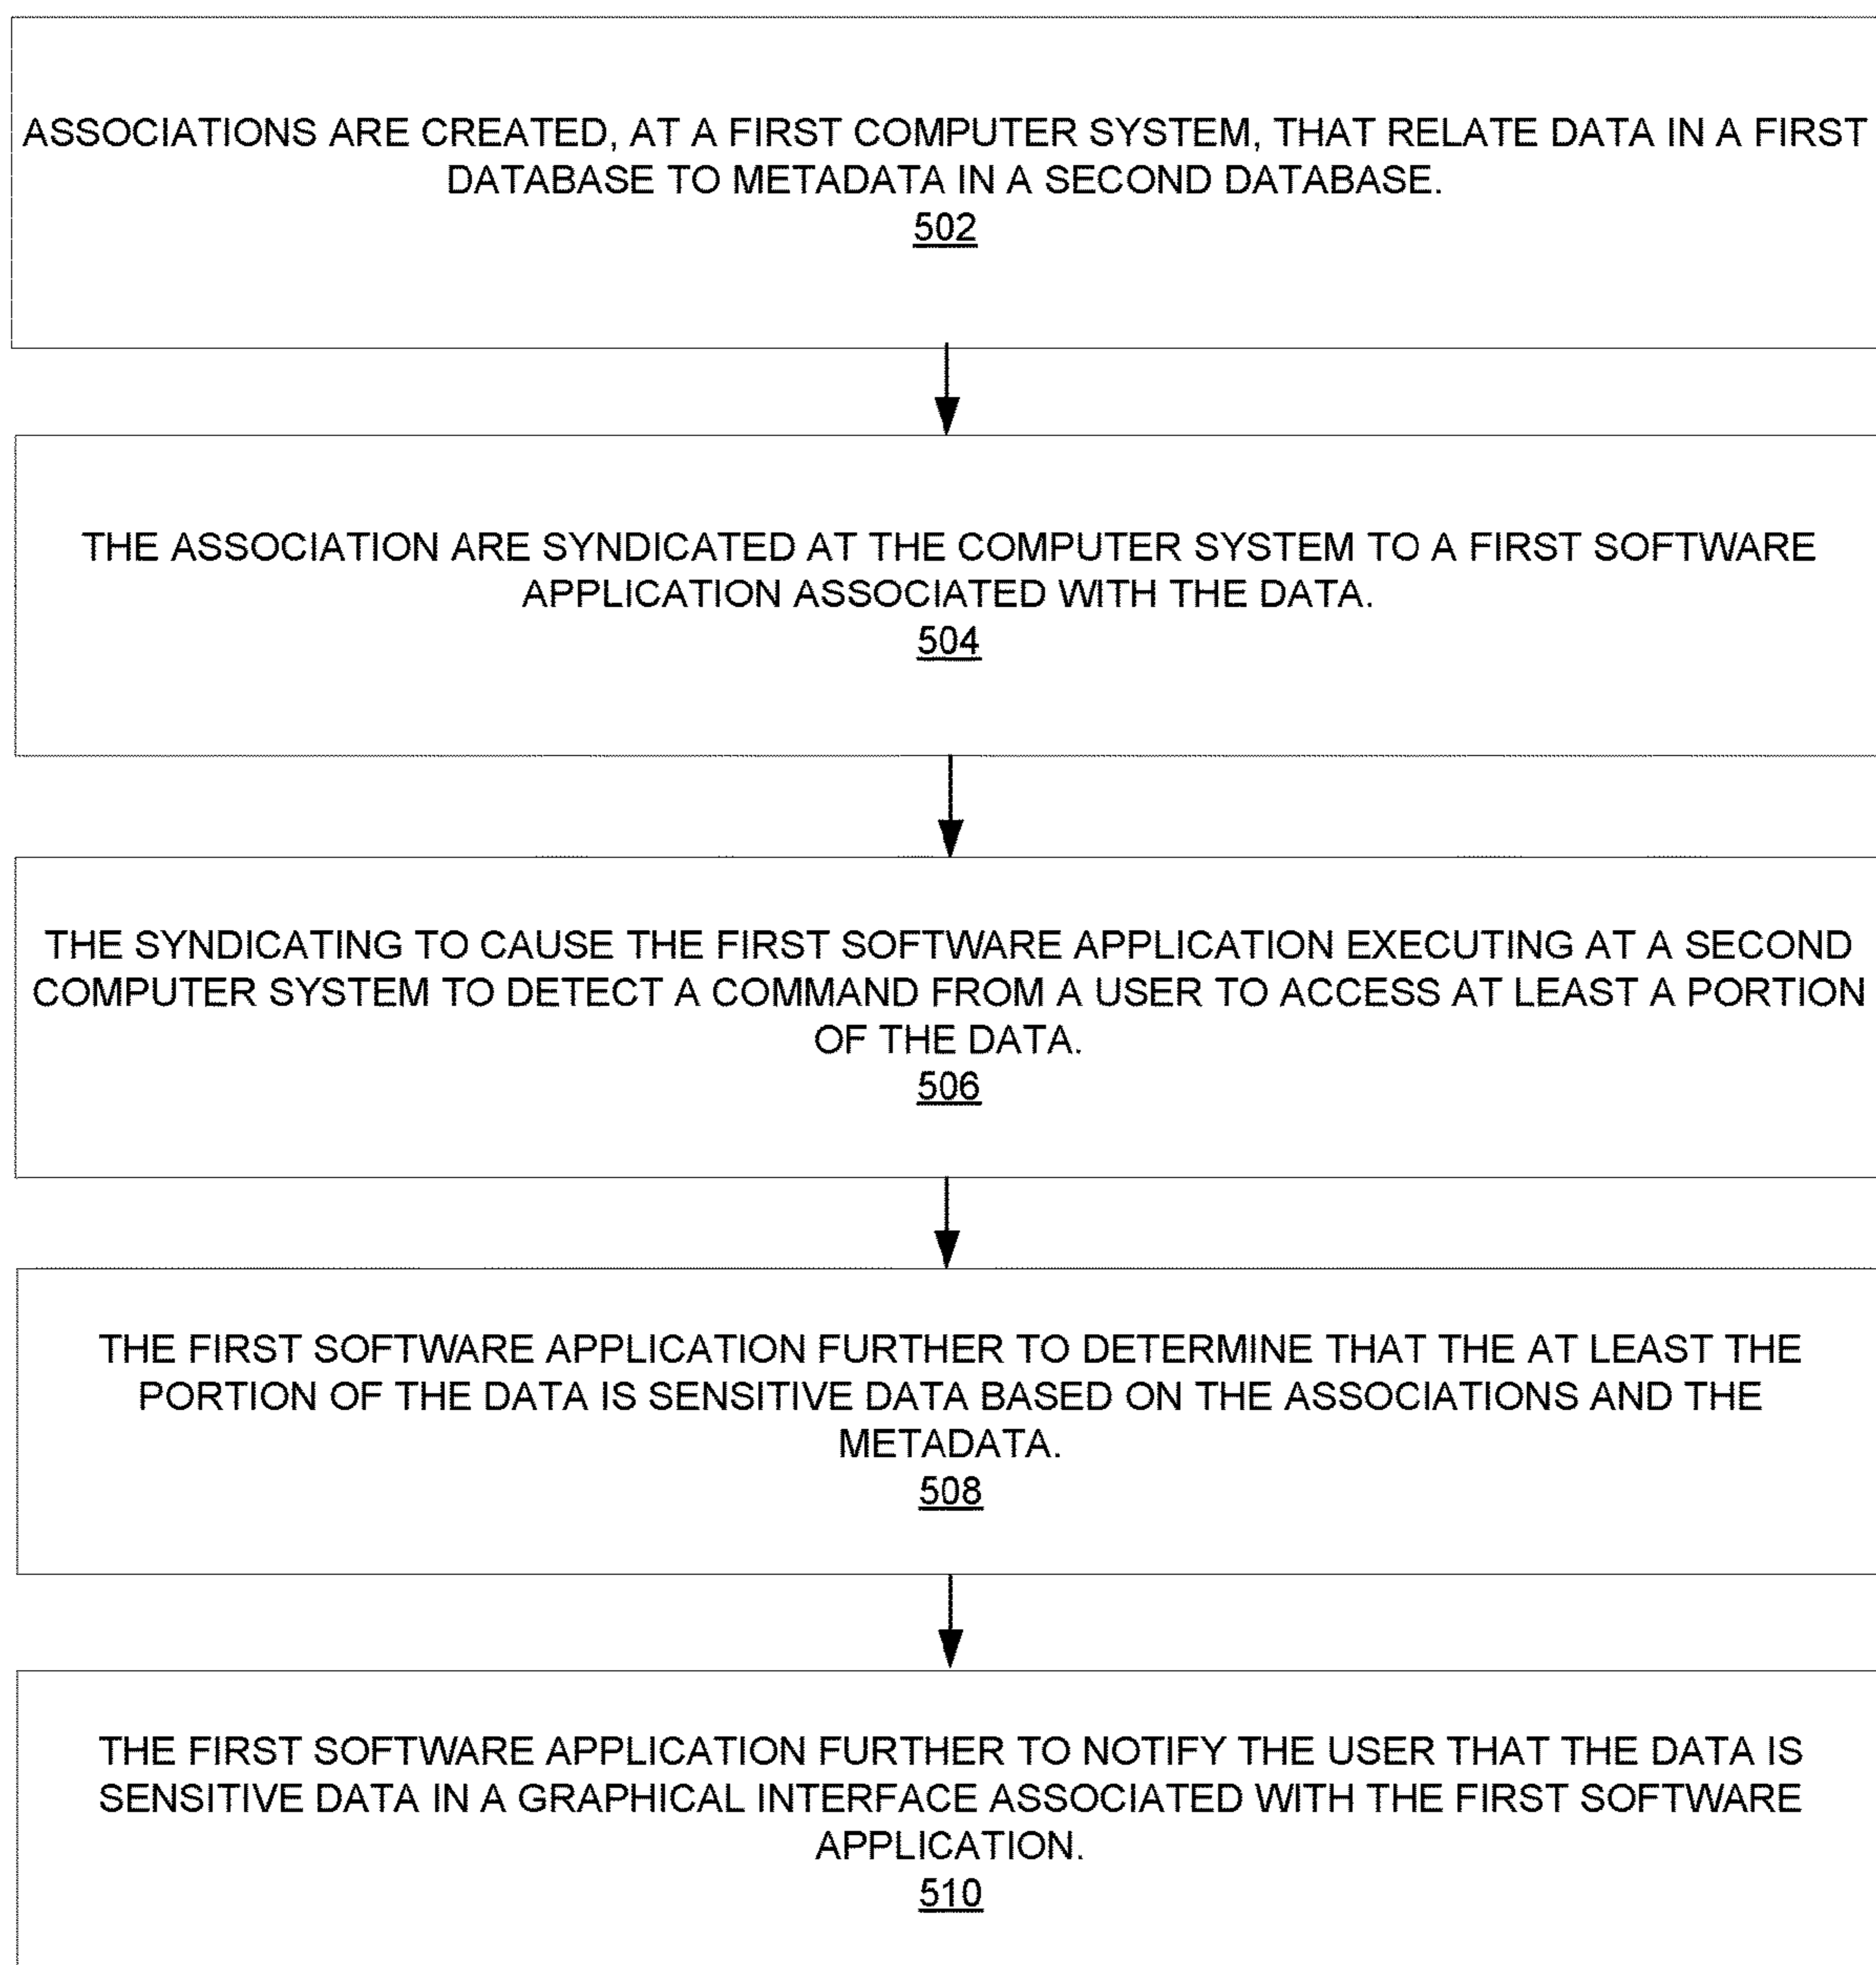 ASSOCIATIONS ARE CREATED, AT A FIRST COMPUTER SYSTEM, THAT RELATE DATA IN A FIRST
DATABASE TO METADATA IN A SECOND DATABASE.
502
THE ASSOCIATION ARE SYNDICATED AT THE COMPUTER SYSTEM TO A FIRST SOFTWARE
APPLICATION ASSOCIATED WITH THE DATA.
504
THE SYNDICATING TO CAUSE THE FIRST SOFTWARE APPLICATION EXECUTING AT A SECOND
COMPUTER SYSTEM TO DETECT A COMMAND FROM A USER TO ACCESS AT LEAST A PORTION
OF THE DATA.
506
THE FIRST SOFTWARE APPLICATION FURTHER TO DETERMINE THAT THE AT LEAST THE
PORTION OF THE DATA IS SENSITIVE DATA BASED ON THE ASSOCIATIONS AND THE
METADATA.
508
THE FIRST SOFTWARE APPLICATION FURTHER TO NOTIFY THE USER THAT THE DATA IS
SENSITIVE DATA IN A GRAPHICAL INTERFACE ASSOCIATED WITH THE FIRST SOFTWARE
APPLICATION.
510